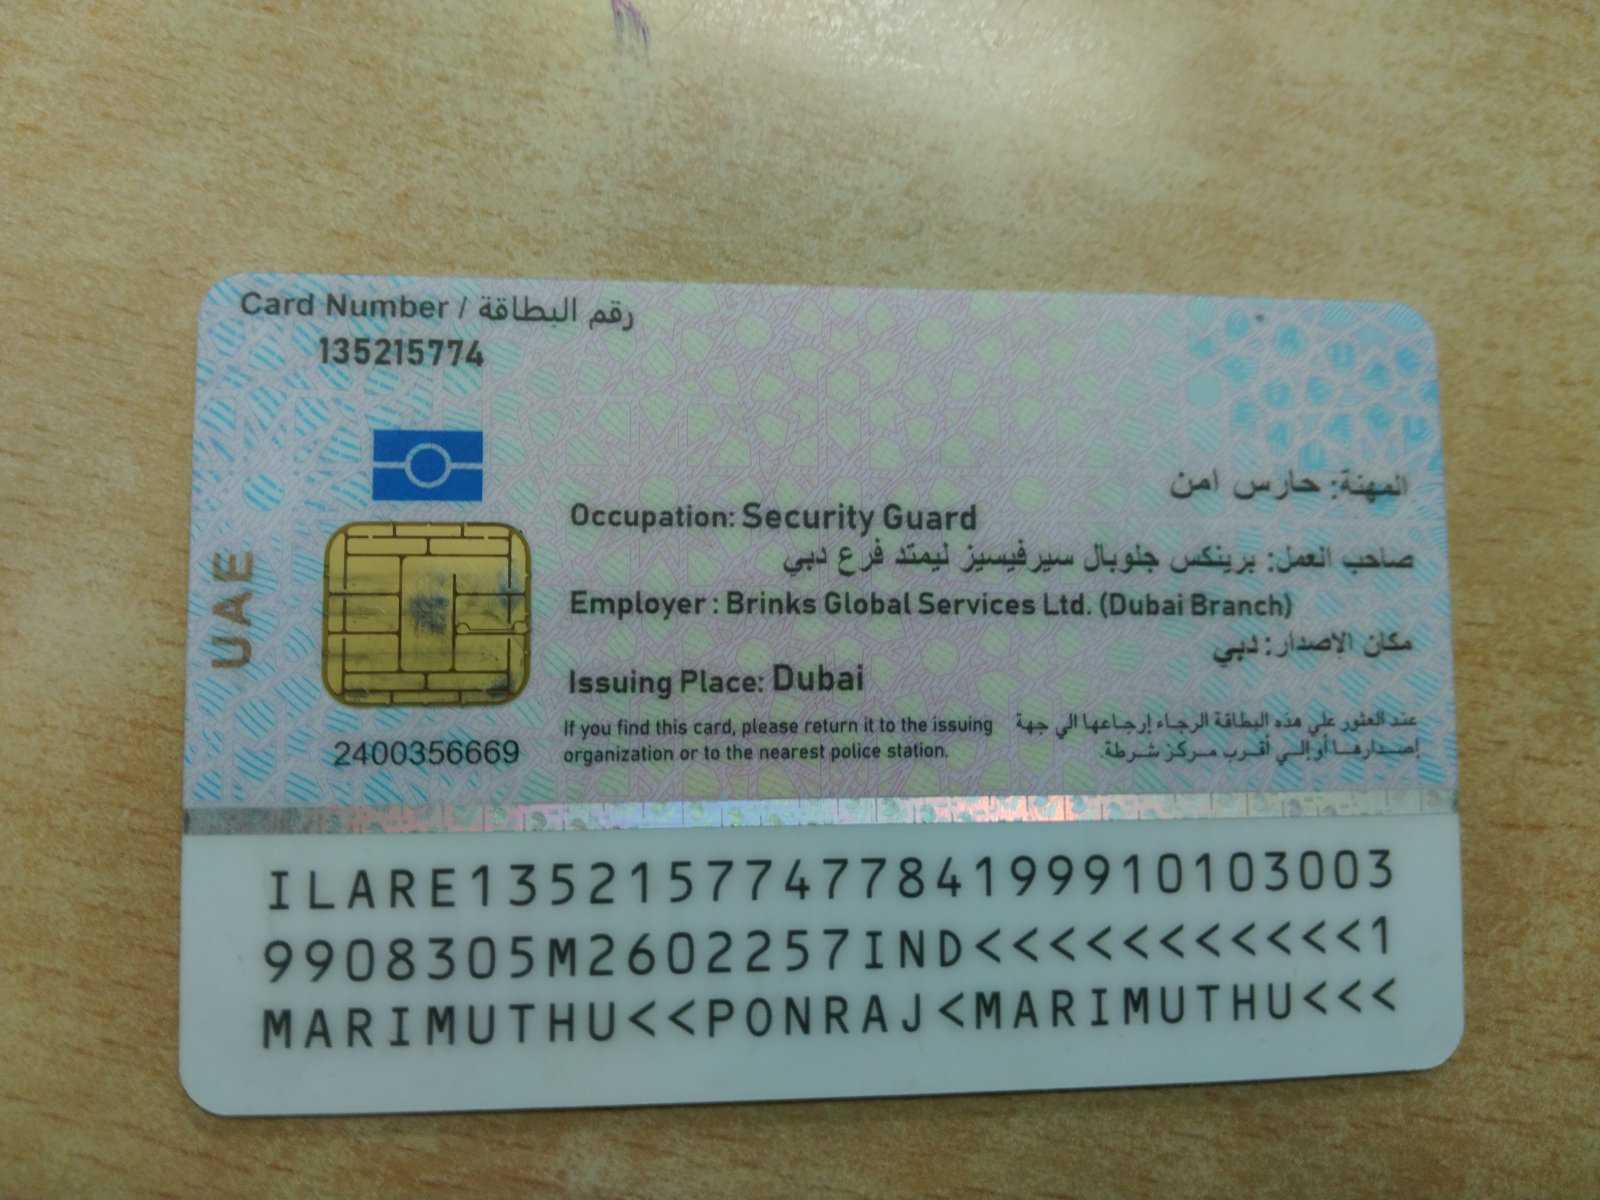 Card Number / رقم البطاقة
135215774
UAE
المهنة: حارس امن
Occupation: Security Guard
صاحب العمل: برينكس جلوبال سيرفيسيز ليمتد فرع دبي
Employer : Brinks Global Services Ltd. (Dubai Branch)
مكان الإصدار: دبي
Issuing Place: Dubai
If you find this card, please return it to the issuing
organization or to the nearest police station.
عند العثور علي هذه البطاقة الرجاء إرجاعها الي جهة
إصدارها أو إلي أقرب مركز شرطة.
2400356669
ILARE1352157747784199910103003
9908305M2602257IND<<<<<<<<<<<1
MARIMUTHU<<PONRAJ<MARIMUTHU<<<